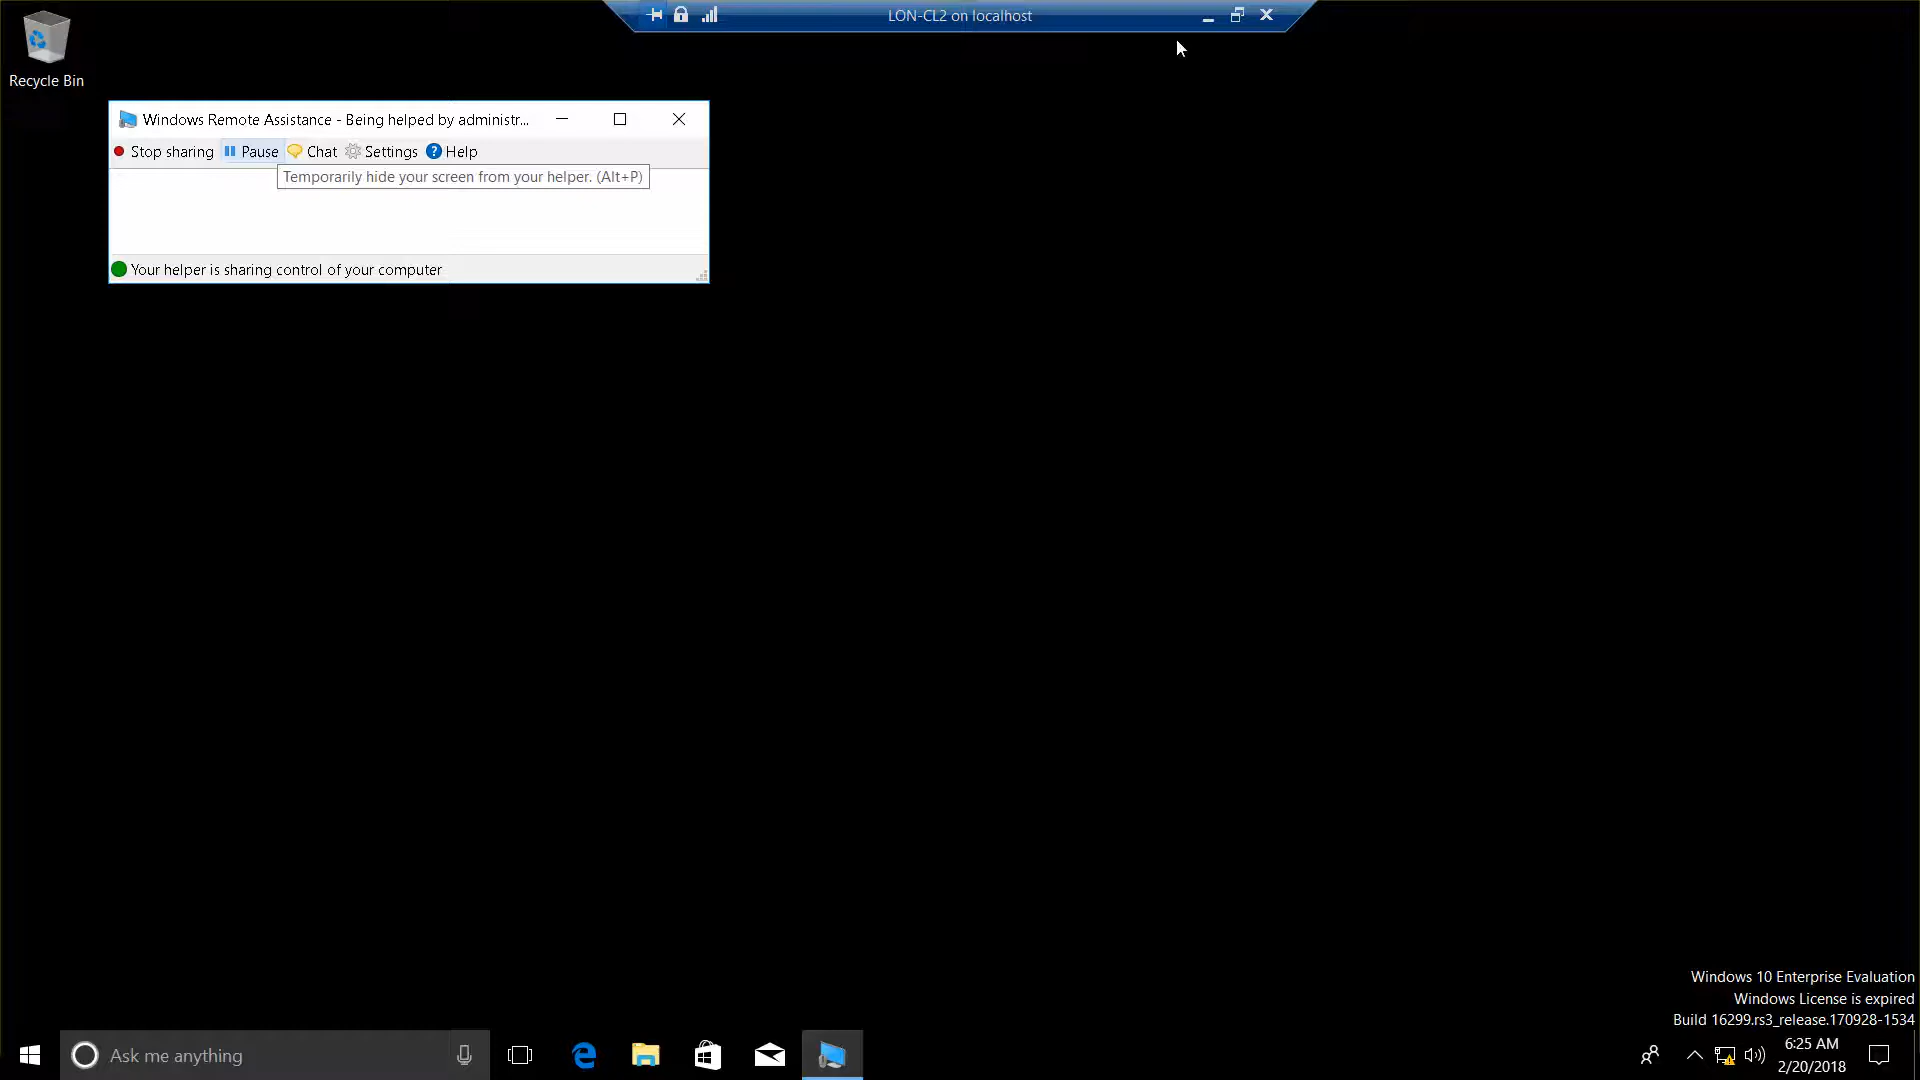 LON-CL2 on localhost
Recycle Bin
Windows Remote Assistance - Being helped by administr...
Stop sharing Pause Chat Settings Help
Temporarily hide your screen from your helper. (Alt+P)
Your helper is sharing control of your computer
Windows 10 Enterprise Evaluation
Windows License is expired
Build 16299.rs3_release.170928-1534
Ask me anything
6:25 AM
2/20/2018